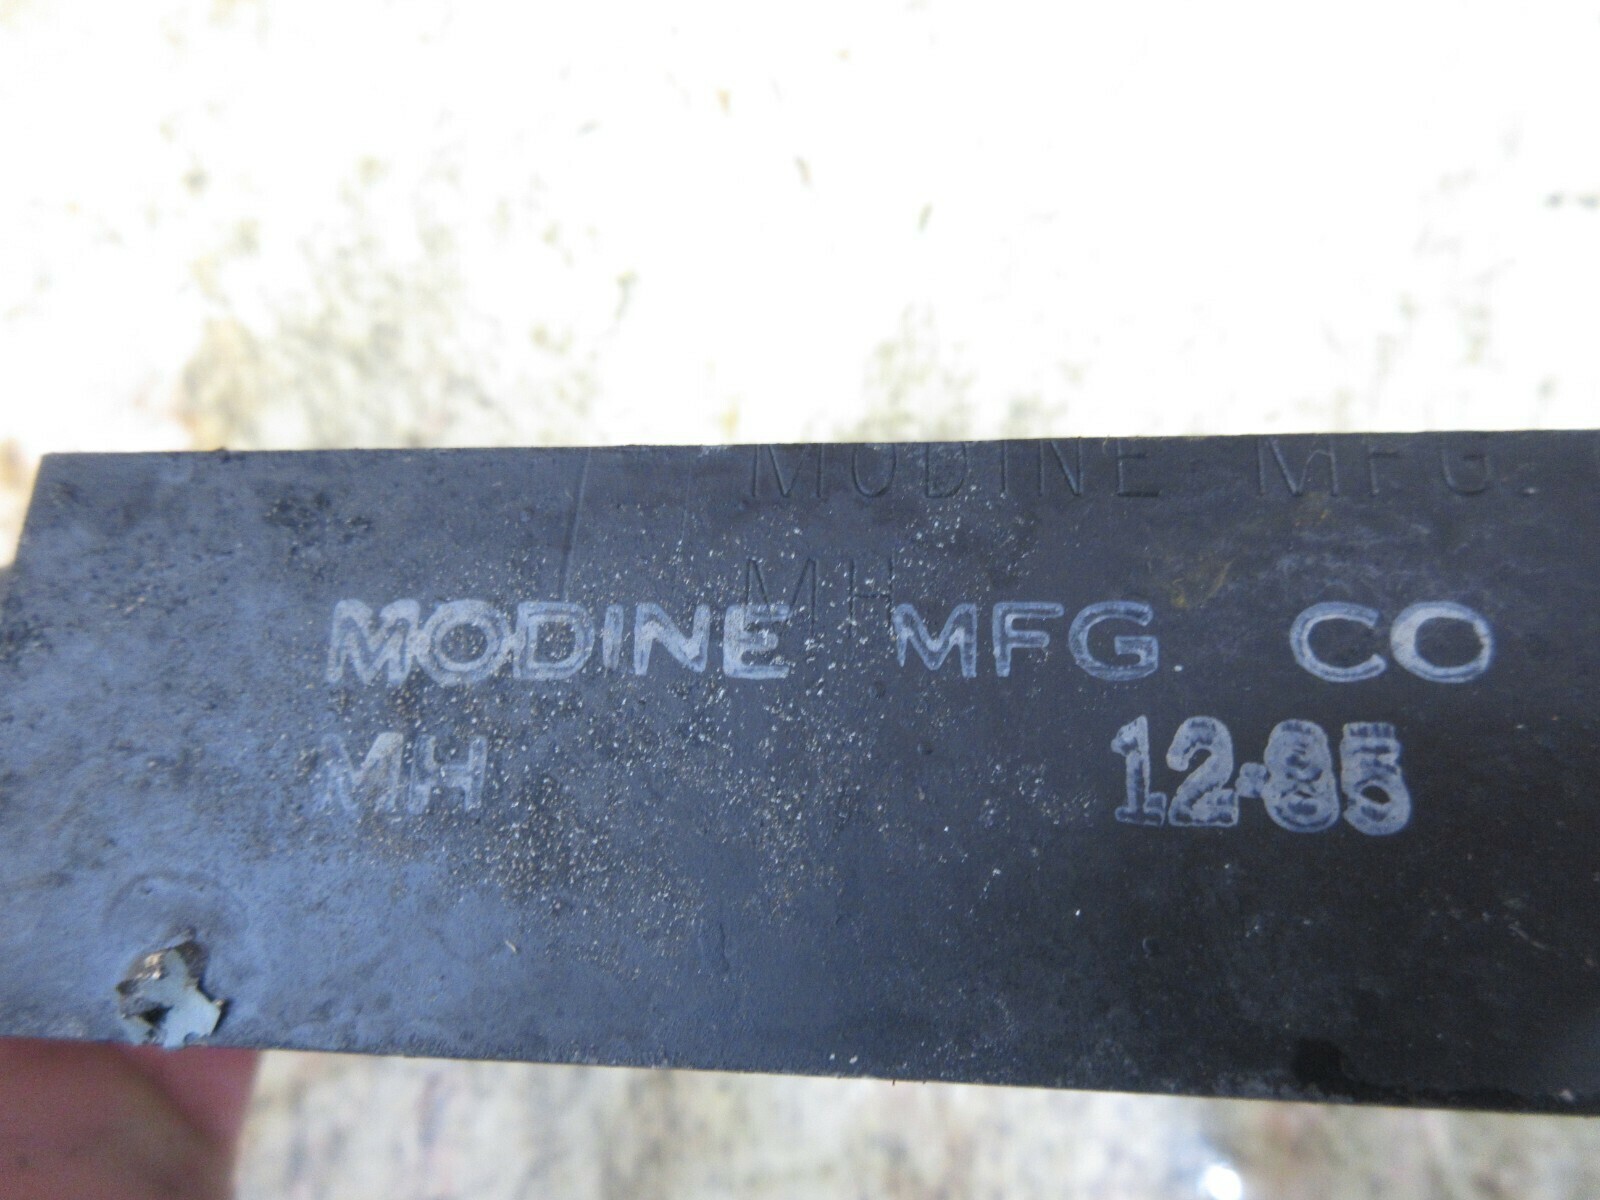 MODINE MFG.
MH
MODINE MFG CO
MH 12-85